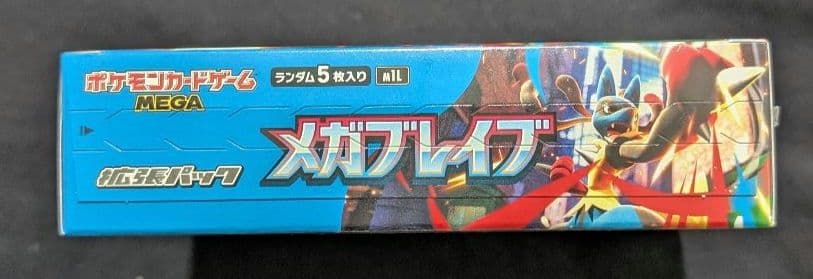 ポケモンカードゲーム
MEGA
ランダム5枚入り M1L
メガブレイブ
拡張パック